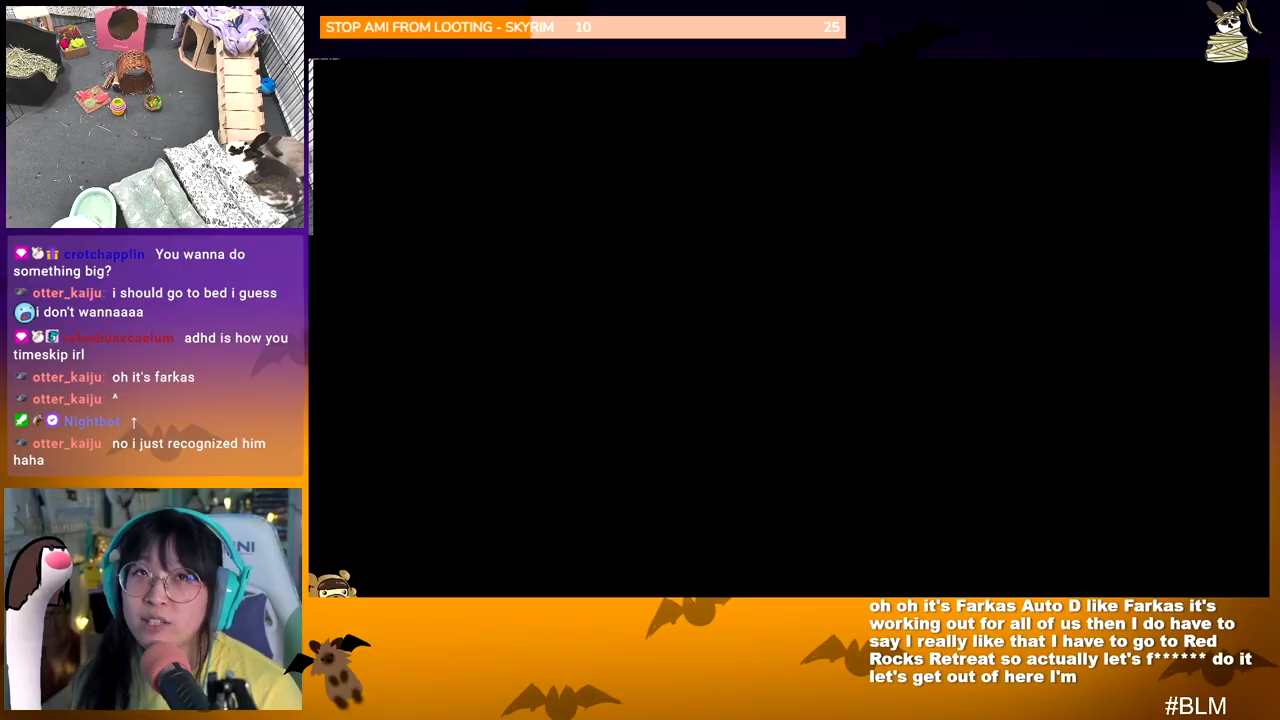 STOP AMI FROM LOOTING - SKYRIM 10 25
crotchapplin You wanna do
something big?
otter_kaiju: i should go to bed i guess
i don't wannaaaa
adhd is how you
timeskip irl
otter_kaiju: oh it's farkas
otter_kaiju: ^
Nightbot ↑
otter_kaiju no i just recognized him
haha
oh oh it's Farkas Auto D like Farkas it's
working out for all of us then I do have to
say I really like that I have to go to Red
Rocks Retreat so actually let's f****** do it
let's get out of here I'm
#BLM